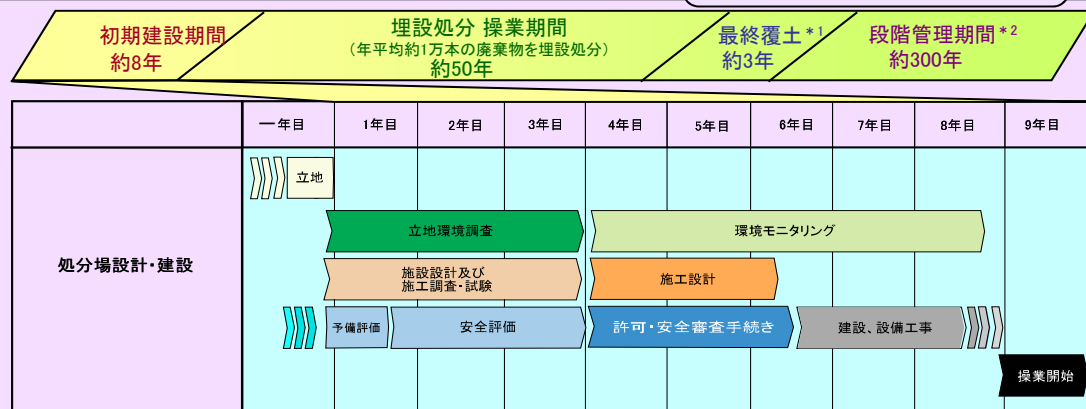 初期建設期間
約8年
埋設処分 操業期間
(年平均約1万本の廃棄物を埋設処分)
約50年
最終覆土*1
約3年
段階管理期間*2
約300年
一年目
1年目
2年目
3年目
4年目
5年目
6年目
7年目
8年目
9年目
処分場設計・建設
立地
立地環境調査
環境モニタリング
施設設計及び
施工調査・試験
施工設計
予備評価
安全評価
許可・安全審査手続き
建設、設備工事
操業開始